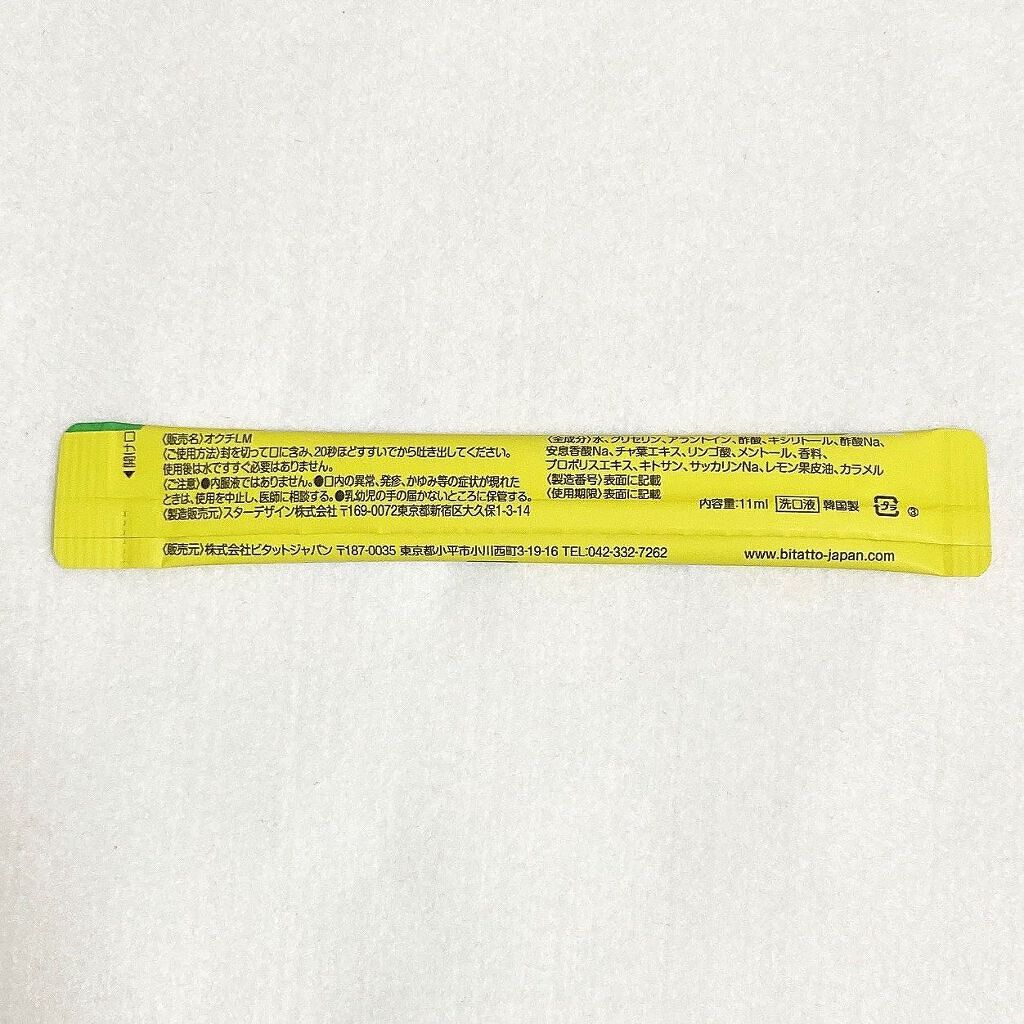 開け口
〈販売名〉オクチLM
〈ご使用方法〉封を切って口に含み、20秒ほどすすいでから吐き出してください。
使用後は水ですすぐ必要はありません。
〈ご注意〉●内服液ではありません。●口内の異常、発疹、かゆみ等の症状が現れた
ときは、使用を中止し、医師に相談する。●乳幼児の手の届かないところに保管する。
〈製造販売元〉スターデザイン株式会社 〒169-0072東京都新宿区大久保1-3-14
〈全成分〉水、グリセリン、アラントイン、酢酸、キシリトール、酢酸Na、
安息香酸Na、チャ葉エキス、リンゴ酸、メントール、香料、
プロポリスエキス、キトサン、サッカリンNa、レモン果皮油、カラメル
〈製造番号〉表面に記載
〈使用期限〉表面に記載
内容量:11ml 洗口液 韓国製 プラ ③
〈販売元〉株式会社ビタットジャパン 〒187-0035 東京都小平市小川西町3-19-16 TEL:042-332-7262
www.bitatto-japan.com